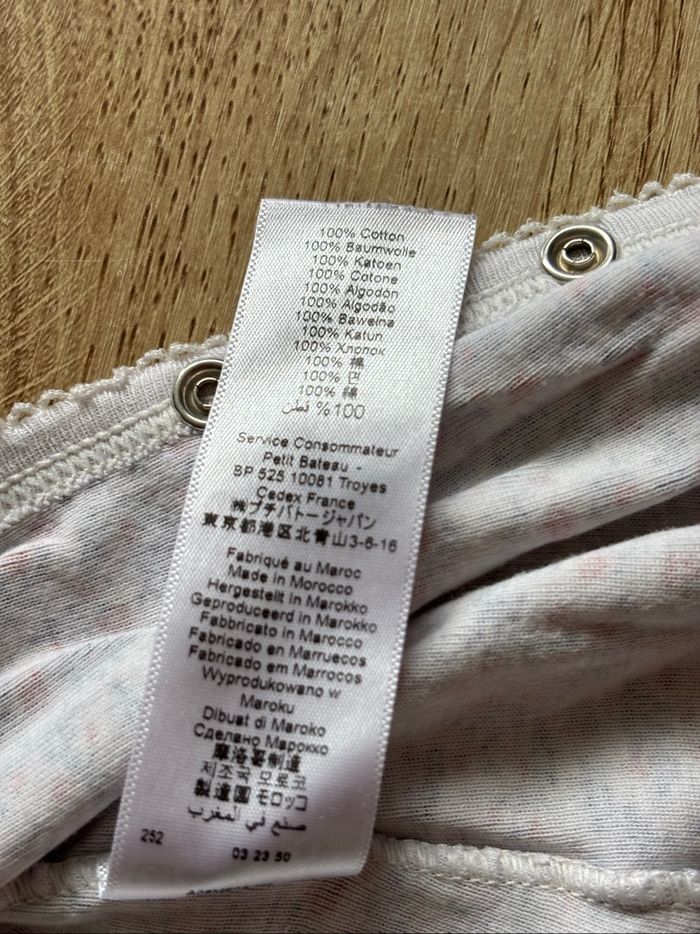 100% Cotton
100% Baumwolle
100% Katoen
100% Cotone
100% Algodón
100% Algodão
100% Bawełna
100% Katun
100% Хлопок
100% 棉
100%
100% 綿
100% قطن
Service Consommateur
Petit Bateau -
BP 525 10081 Troyes
Cedex France
㈱プチバトージャパン
東京都港区北青山3-6-16
Fabriqué au Maroc
Made in Morocco
Hergestellt in Marokko
Geproduceerd in Marokko
Fabbricato in Marocco
Fabricado en Marruecos
Fabricado em Marrocos
Wyprodukowano w
Maroku
Dibuat di Maroko
Сделано Марокко
摩洛哥制造
제조국 모로코
製造国 モロッコ
صنع في المغرب
252
03 23 50